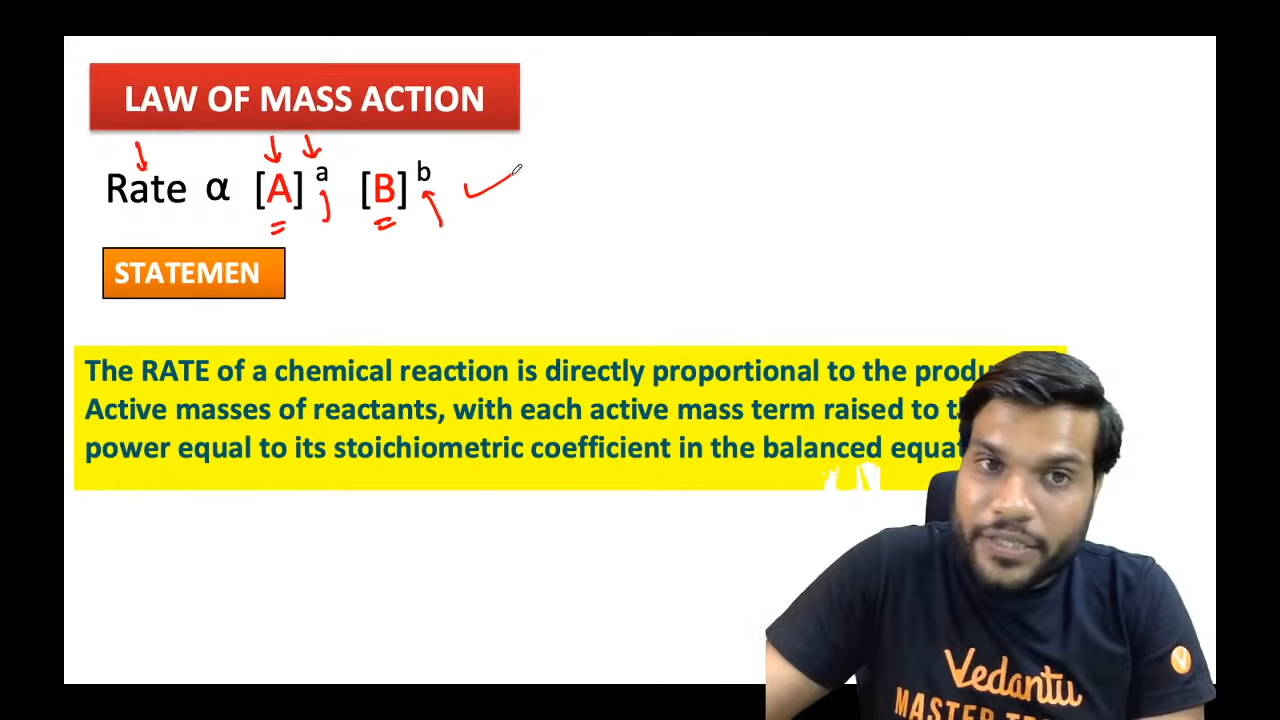 LAW OF MASS ACTION
Rate α [A]ᵃ [B]ᵇ
STATEMEN
The RATE of a chemical reaction is directly proportional to the
Active masses of reactants, with each active mass term raised to
power equal to its stoichiometric coefficient in the balanced
Vedantu
MASTER
V